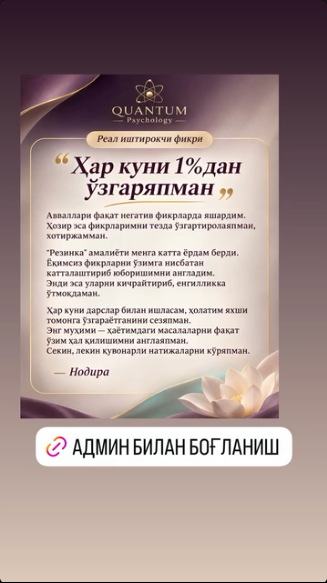 QUANTUM
Psychology
Реал иштирокчи фикри
“Ҳар куни 1%дан
ўзгаряпман”
Авваллари фақат негатив фикрларда яшардим.
Ҳозир эса фикрларимни тезда ўзгартиролаяпман,
хотиржамман.
“Резинка” амалиёти менга катта ёрдам берди.
Ёқимсиз фикрларни ўзимга нисбатан
катталаштириб юборишимни англадим.
Энди эса уларни кичрайтириб, енгилликка
ўтмоқдаман.
Ҳар куни дарслар билан ишласам, ҳолатим яхши
томонга ўзгараётганини сезяпман.
Энг муҳими — ҳаётимдаги масалаларни фақат
ўзим ҳал қилишимни англаяпман.
Секин, лекин қувонарли натижаларни кўряпман.
— Нодира
АДМИН БИЛАН БОҒЛАНИШ